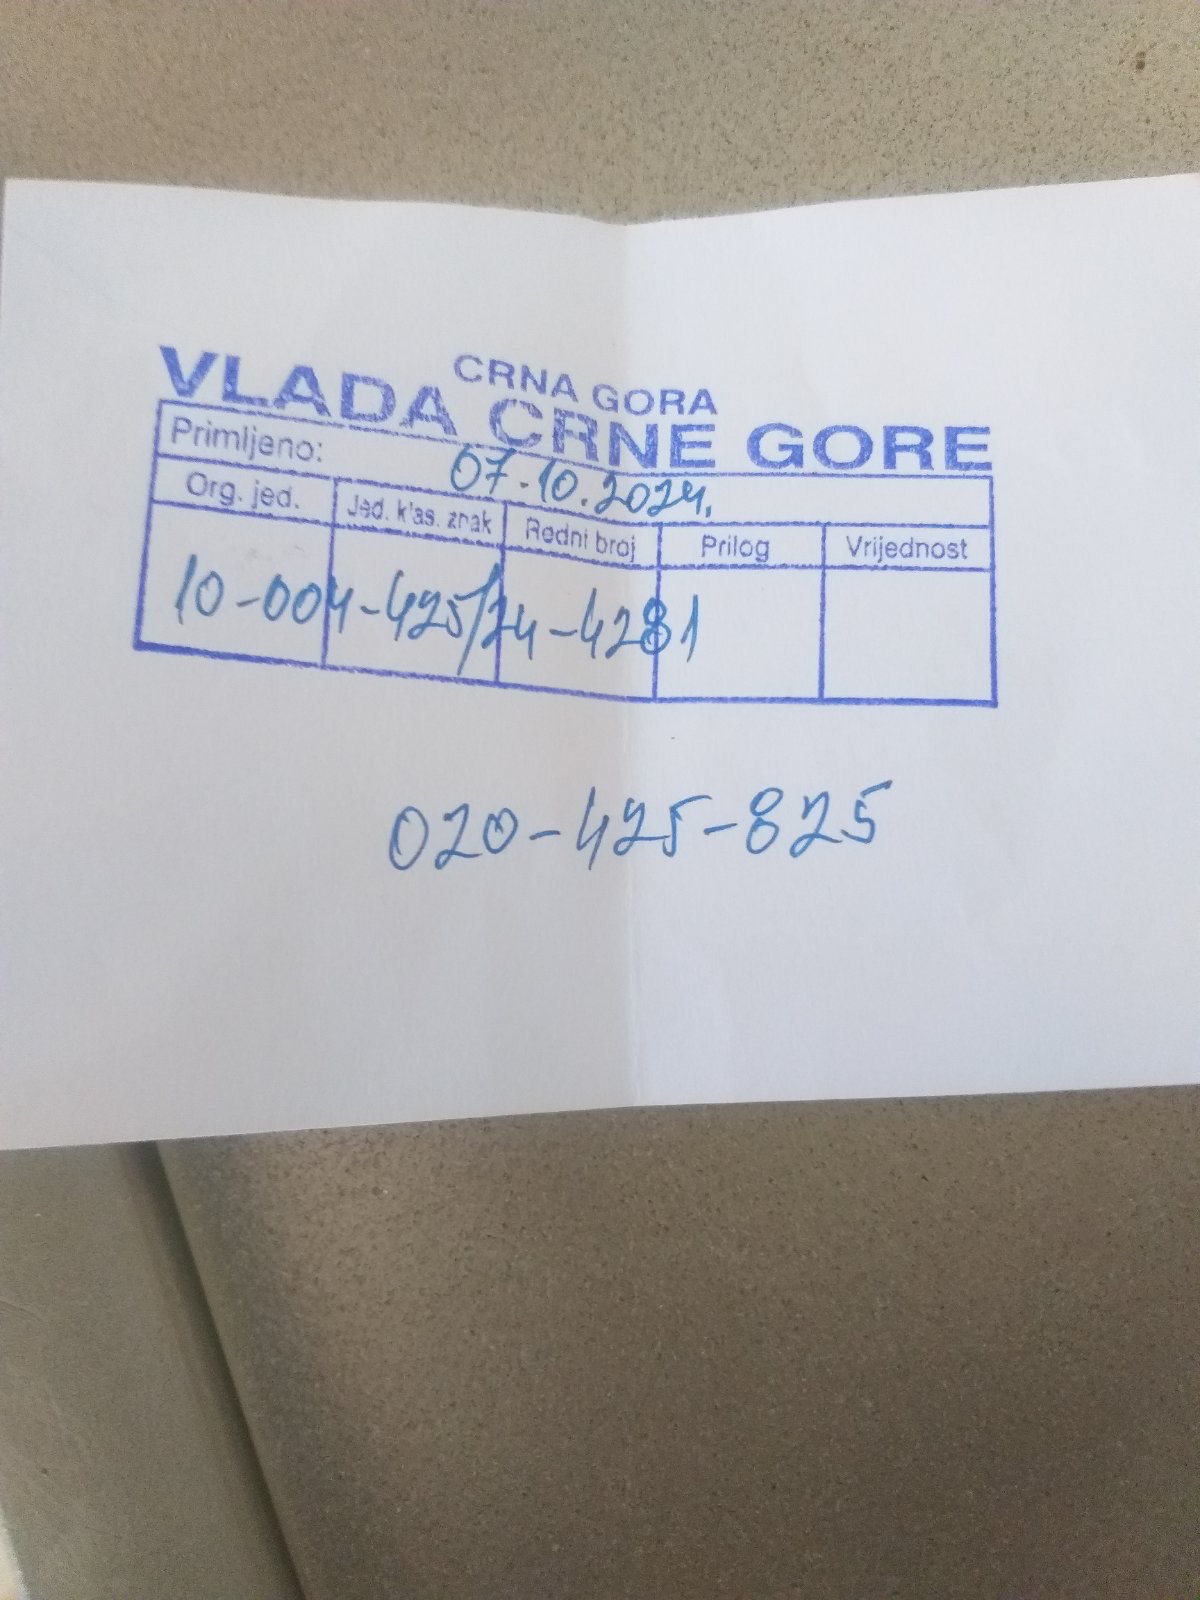 CRNA GORA
VLADA CRNE GORE
Primljeno: 07.10.2024.
Org. jed. Jed. klas. znak Redni broj Prilog Vrijednost
10-004-425/24-4281
020-425-825